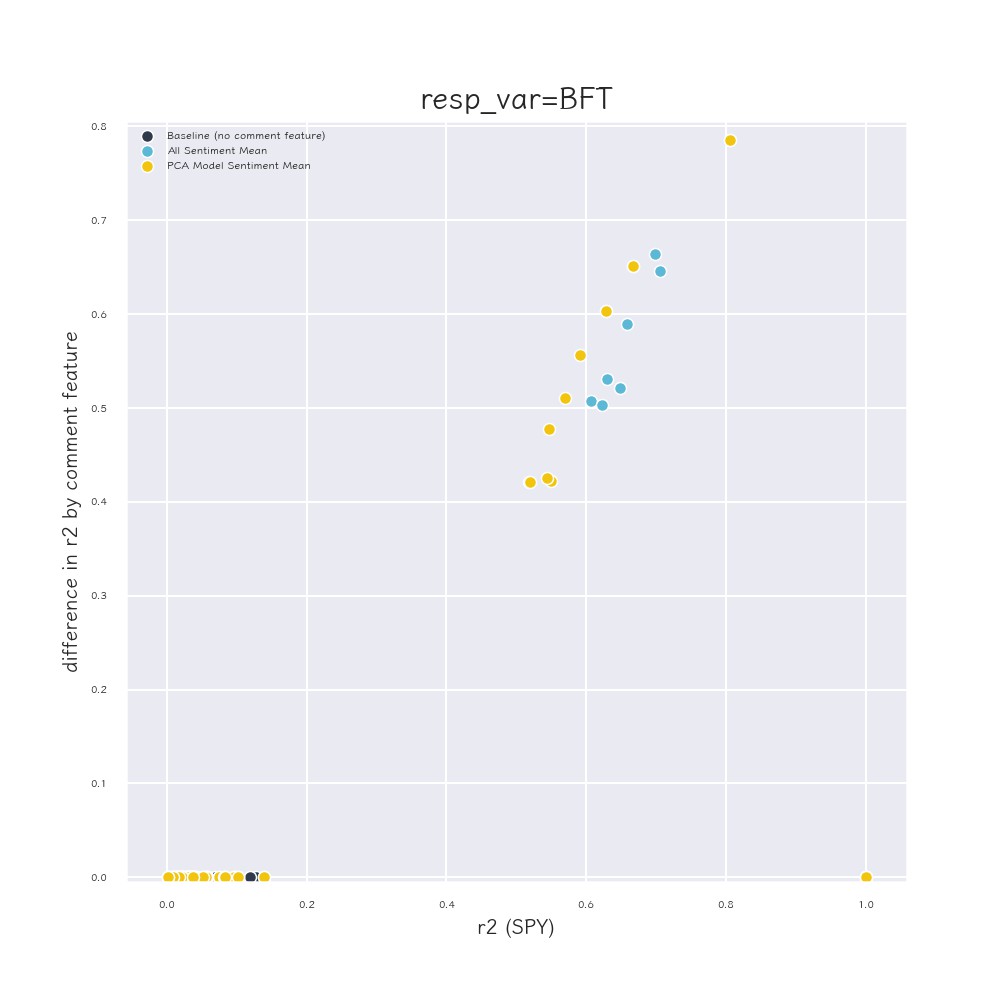 resp_var=BFT
Baseline (no comment feature)
All Sentiment Mean
PCA Model Sentiment Mean
difference in r2 by comment feature
0.8
0.7
0.6
0.5
0.4
0.3
0.2
0.1
0.0
0.0 0.2 0.4 0.6 0.8 1.0
r2 (SPY)